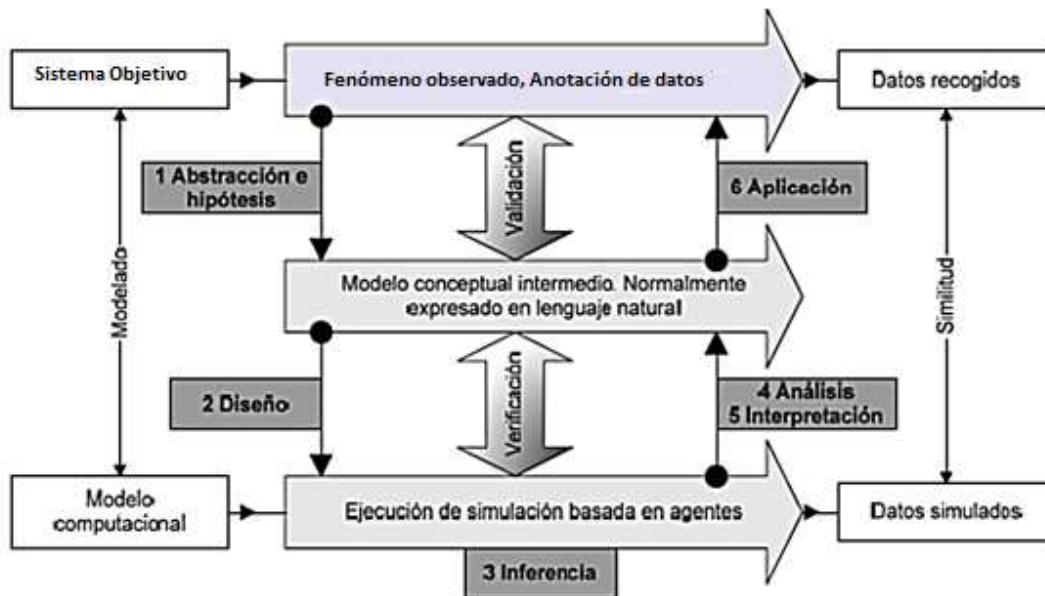 Sistema Objetivo
Fenómeno observado, Anotación de datos
Datos recogidos
1 Abstracción e
hipótesis
Validación
6 Aplicación
Modelado
Modelo conceptual intermedio. Normalmente
expresado en lenguaje natural
Similitud
2 Diseño
Verificación
4 Análisis
5 Interpretación
Modelo
computacional
Ejecución de simulación basada en agentes
Datos simulados
3 Inferencia